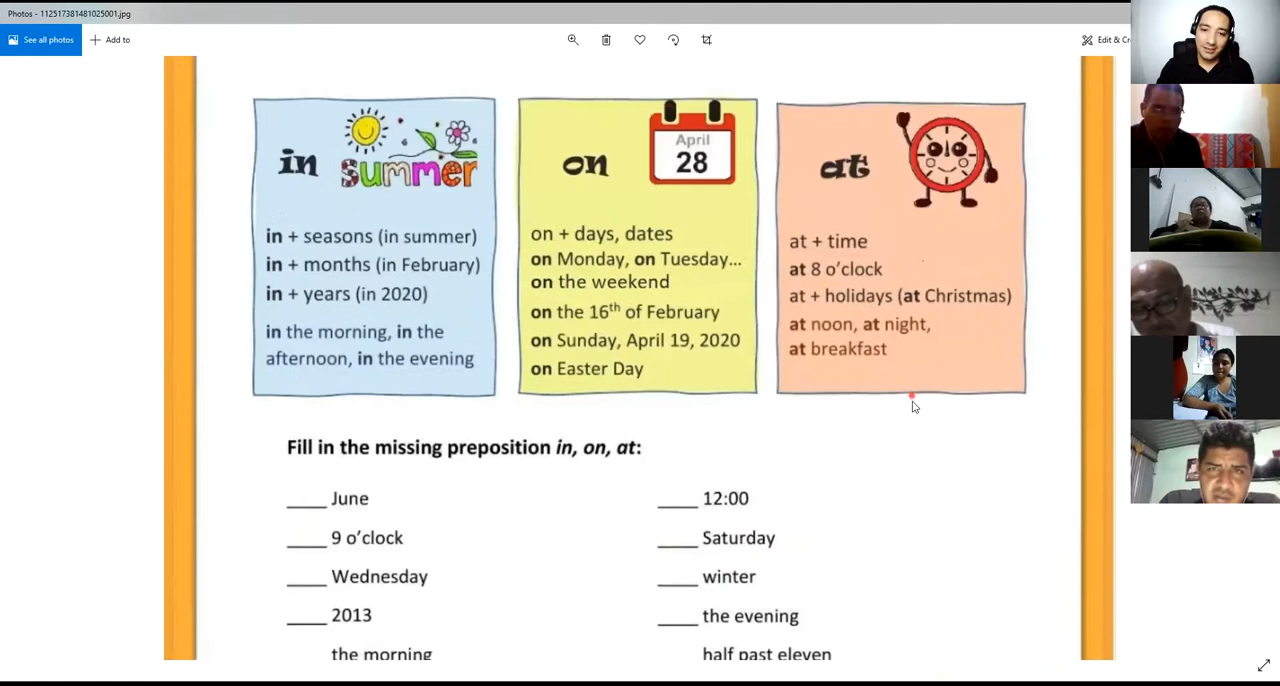 Photos - 112517381481025001.jpg
See all photos
Add to
Edit & Cr
in summer
in + seasons (in summer)
in + months (in February)
in + years (in 2020)
in the morning, in the
afternoon, in the evening
on
April
28
on + days, dates
on Monday, on Tuesday...
on the weekend
on the 16th of February
on Sunday, April 19, 2020
on Easter Day
at
at + time
at 8 o'clock
at + holidays (at Christmas)
at noon, at night,
at breakfast
Fill in the missing preposition in, on, at:
____ June
____ 9 o'clock
____ Wednesday
____ 2013
the morning
____ 12:00
____ Saturday
____ winter
____ the evening
half past eleven